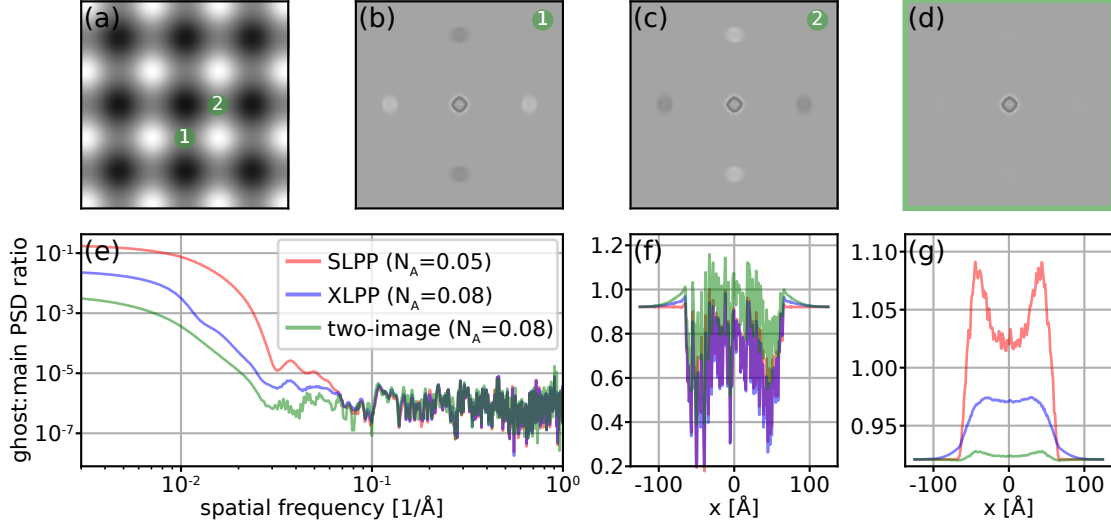 (a)
(b)
(c)
(d)
1
2
1
2
(e)
ghost:main PSD ratio
10⁻¹
10⁻³
10⁻⁵
10⁻⁷
SLPP (N_A=0.05)
XLPP (N_A=0.08)
two-image (N_A=0.08)
10⁻²
10⁻¹
10⁰
spatial frequency [1/Å]
(f)
1.2
1.0
0.8
0.6
0.4
0.2
-100
0
100
x [Å]
(g)
1.10
1.05
1.00
0.95
-100
0
100
x [Å]